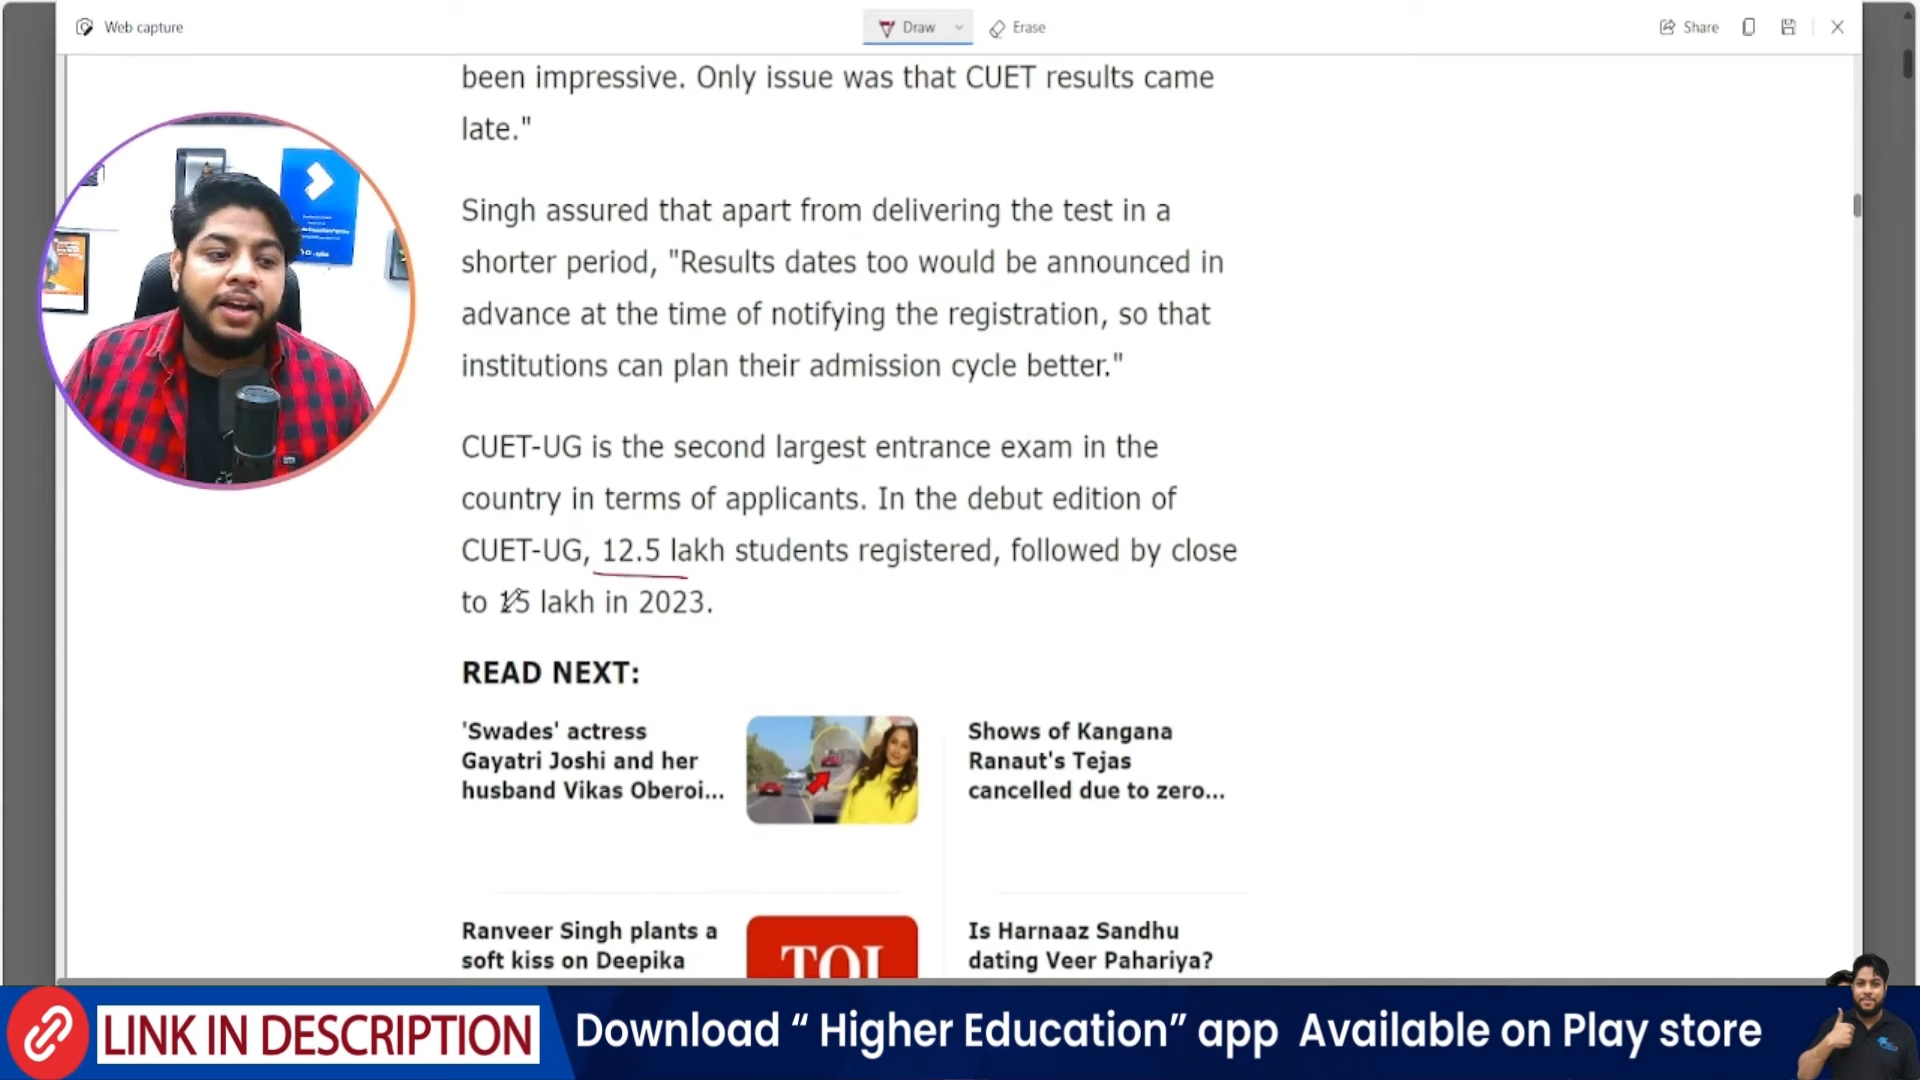 Web capture
Draw
Erase
Share
been impressive. Only issue was that CUET results came
late."
Singh assured that apart from delivering the test in a
shorter period, "Results dates too would be announced in
advance at the time of notifying the registration, so that
institutions can plan their admission cycle better."
CUET-UG is the second largest entrance exam in the
country in terms of applicants. In the debut edition of
CUET-UG, 12.5 lakh students registered, followed by close
to 15 lakh in 2023.
READ NEXT:
'Swades' actress
Gayatri Joshi and her
husband Vikas Oberoi...
Shows of Kangana
Ranaut's Tejas
cancelled due to zero...
Ranveer Singh plants a
soft kiss on Deepika
TOI
Is Harnaaz Sandhu
dating Veer Pahariya?
LINK IN DESCRIPTION
Download “ Higher Education” app Available on Play store